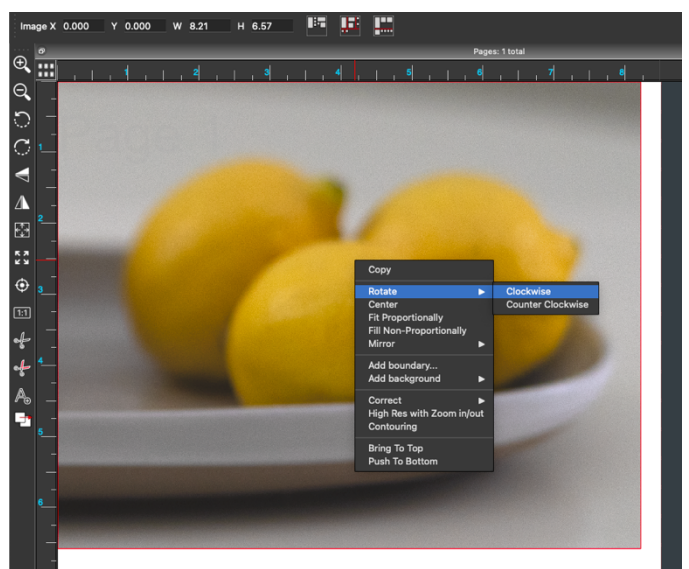 Image X 0.000 Y 0.000 W 8.21 H 6.57
Pages: 1 total
1 2 3 4 5 6 7 8
1
2
3
4
5
6
1:1
Copy
Rotate
Clockwise
Center
Counter Clockwise
Fit Proportionally
Fill Non-Proportionally
Mirror
Add boundary...
Add background
Correct
High Res with Zoom in/out
Contouring
Bring To Top
Push To Bottom